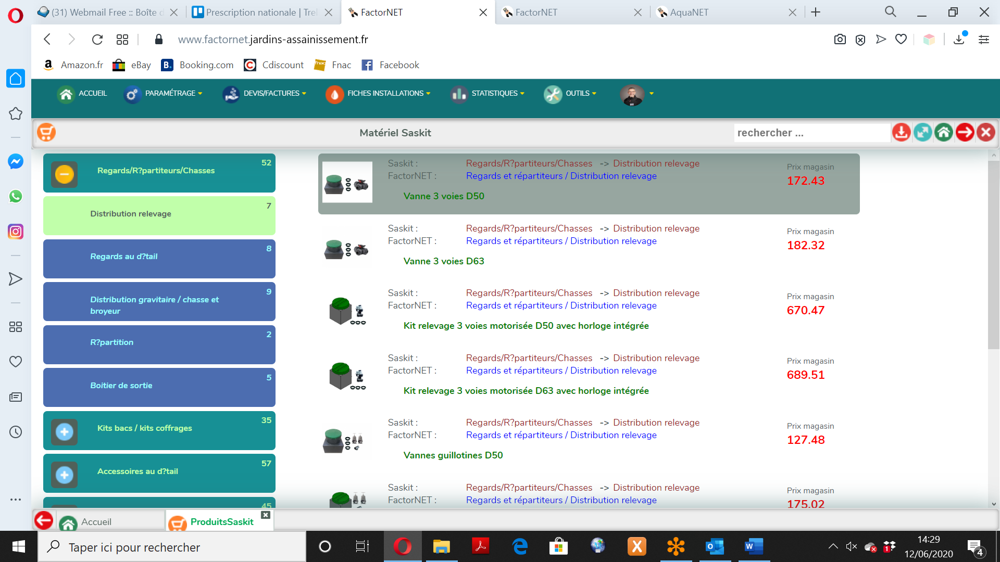 (31) Webmail Free :: Boîte d
Prescription nationale | Trel
FactorNET
FactorNET
AquaNET
www.factornet.jardins-assainissement.fr
Amazon.fr
eBay
Booking.com
Cdiscount
Fnac
Facebook
ACCUEIL
PARAMÉTRAGE
DEVIS/FACTURES
FICHES INSTALLATIONS
STATISTIQUES
OUTILS
Matériel Saskit
rechercher ...
Regards/R?partiteurs/Chasses
52
Distribution relevage
7
Regards au d?tail
8
Distribution gravitaire / chasse et
broyeur
9
R?partition
2
Boitier de sortie
5
Kits bacs / kits coffrages
35
Accessoires au d?tail
57
45
Saskit : Regards/R?partiteurs/Chasses -> Distribution relevage
FactorNET : Regards et répartiteurs / Distribution relevage
Vanne 3 voies D50
Prix magasin
172.43
Saskit : Regards/R?partiteurs/Chasses -> Distribution relevage
FactorNET : Regards et répartiteurs / Distribution relevage
Vanne 3 voies D63
Prix magasin
182.32
Saskit : Regards/R?partiteurs/Chasses -> Distribution relevage
FactorNET : Regards et répartiteurs / Distribution relevage
Kit relevage 3 voies motorisée D50 avec horloge intégrée
Prix magasin
670.47
Saskit : Regards/R?partiteurs/Chasses -> Distribution relevage
FactorNET : Regards et répartiteurs / Distribution relevage
Kit relevage 3 voies motorisée D63 avec horloge intégrée
Prix magasin
689.51
Saskit : Regards/R?partiteurs/Chasses -> Distribution relevage
FactorNET : Regards et répartiteurs / Distribution relevage
Vannes guillotines D50
Prix magasin
127.48
Saskit : Regards/R?partiteurs/Chasses -> Distribution relevage
FactorNET : Regards et répartiteurs / Distribution relevage
Prix magasin
175.02
Accueil
ProduitsSaskit
Taper ici pour rechercher
14:29
12/06/2020
4